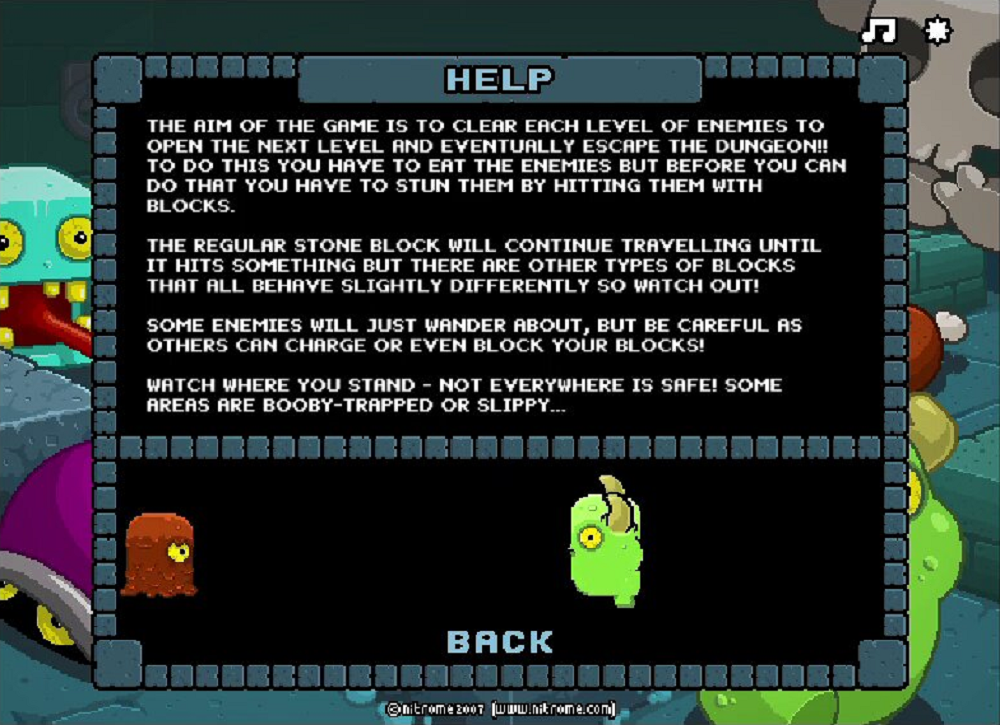 HELP
THE AIM OF THE GAME IS TO CLEAR EACH LEVEL OF ENEMIES TO
OPEN THE NEXT LEVEL AND EVENTUALLY ESCAPE THE DUNGEON!!
TO DO THIS YOU HAVE TO EAT THE ENEMIES BUT BEFORE YOU CAN
DO THAT YOU HAVE TO STUN THEM BY HITTING THEM WITH
BLOCKS.
THE REGULAR STONE BLOCK WILL CONTINUE TRAVELLING UNTIL
IT HITS SOMETHING BUT THERE ARE OTHER TYPES OF BLOCKS
THAT ALL BEHAVE SLIGHTLY DIFFERENTLY SO WATCH OUT!
SOME ENEMIES WILL JUST WANDER ABOUT, BUT BE CAREFUL AS
OTHERS CAN CHARGE OR EVEN BLOCK YOUR BLOCKS!
WATCH WHERE YOU STAND - NOT EVERYWHERE IS SAFE! SOME
AREAS ARE BOOBY-TRAPPED OR SLIPPY...
BACK
©nitrome2007 [www.nitrome.com]